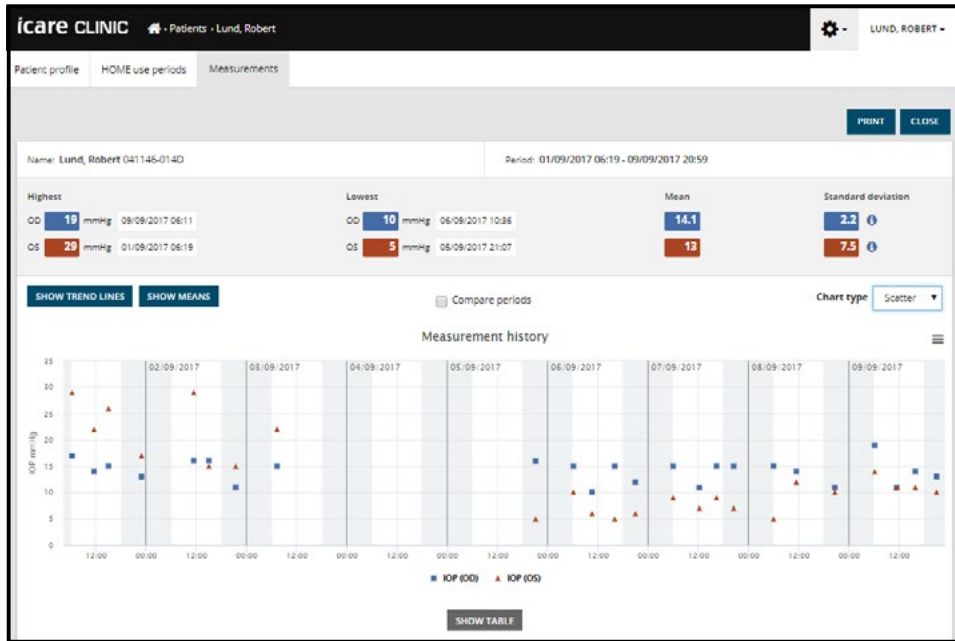 icare CLINIC › Patients › Lund, Robert LUND, ROBERT
Patient profile HOME use periods Measurements
PRINT CLOSE
Name: Lund, Robert 041146-014D Period: 01/09/2017 06:19 - 09/09/2017 20:59
Highest Lowest Mean Standard deviation
OD 19 mmHg 09/09/2017 06:11 OD 10 mmHg 06/09/2017 10:36 14.1 2.2
OS 29 mmHg 01/09/2017 06:19 OS 5 mmHg 05/09/2017 21:07 13 7.5
SHOW TREND LINES SHOW MEANS Compare periods Chart type Scatter
Measurement history
35
02/09/2017 03/09/2017 04/09/2017 05/09/2017 06/09/2017 07/09/2017 08/09/2017 09/09/2017
30
25
20
15
10
5
0
IOP mmHg
12:00 00:00 12:00 00:00 12:00 00:00 12:00 00:00 12:00 00:00 12:00 00:00 12:00 00:00 12:00 00:00 12:00
IOP (OD) IOP (OS)
SHOW TABLE